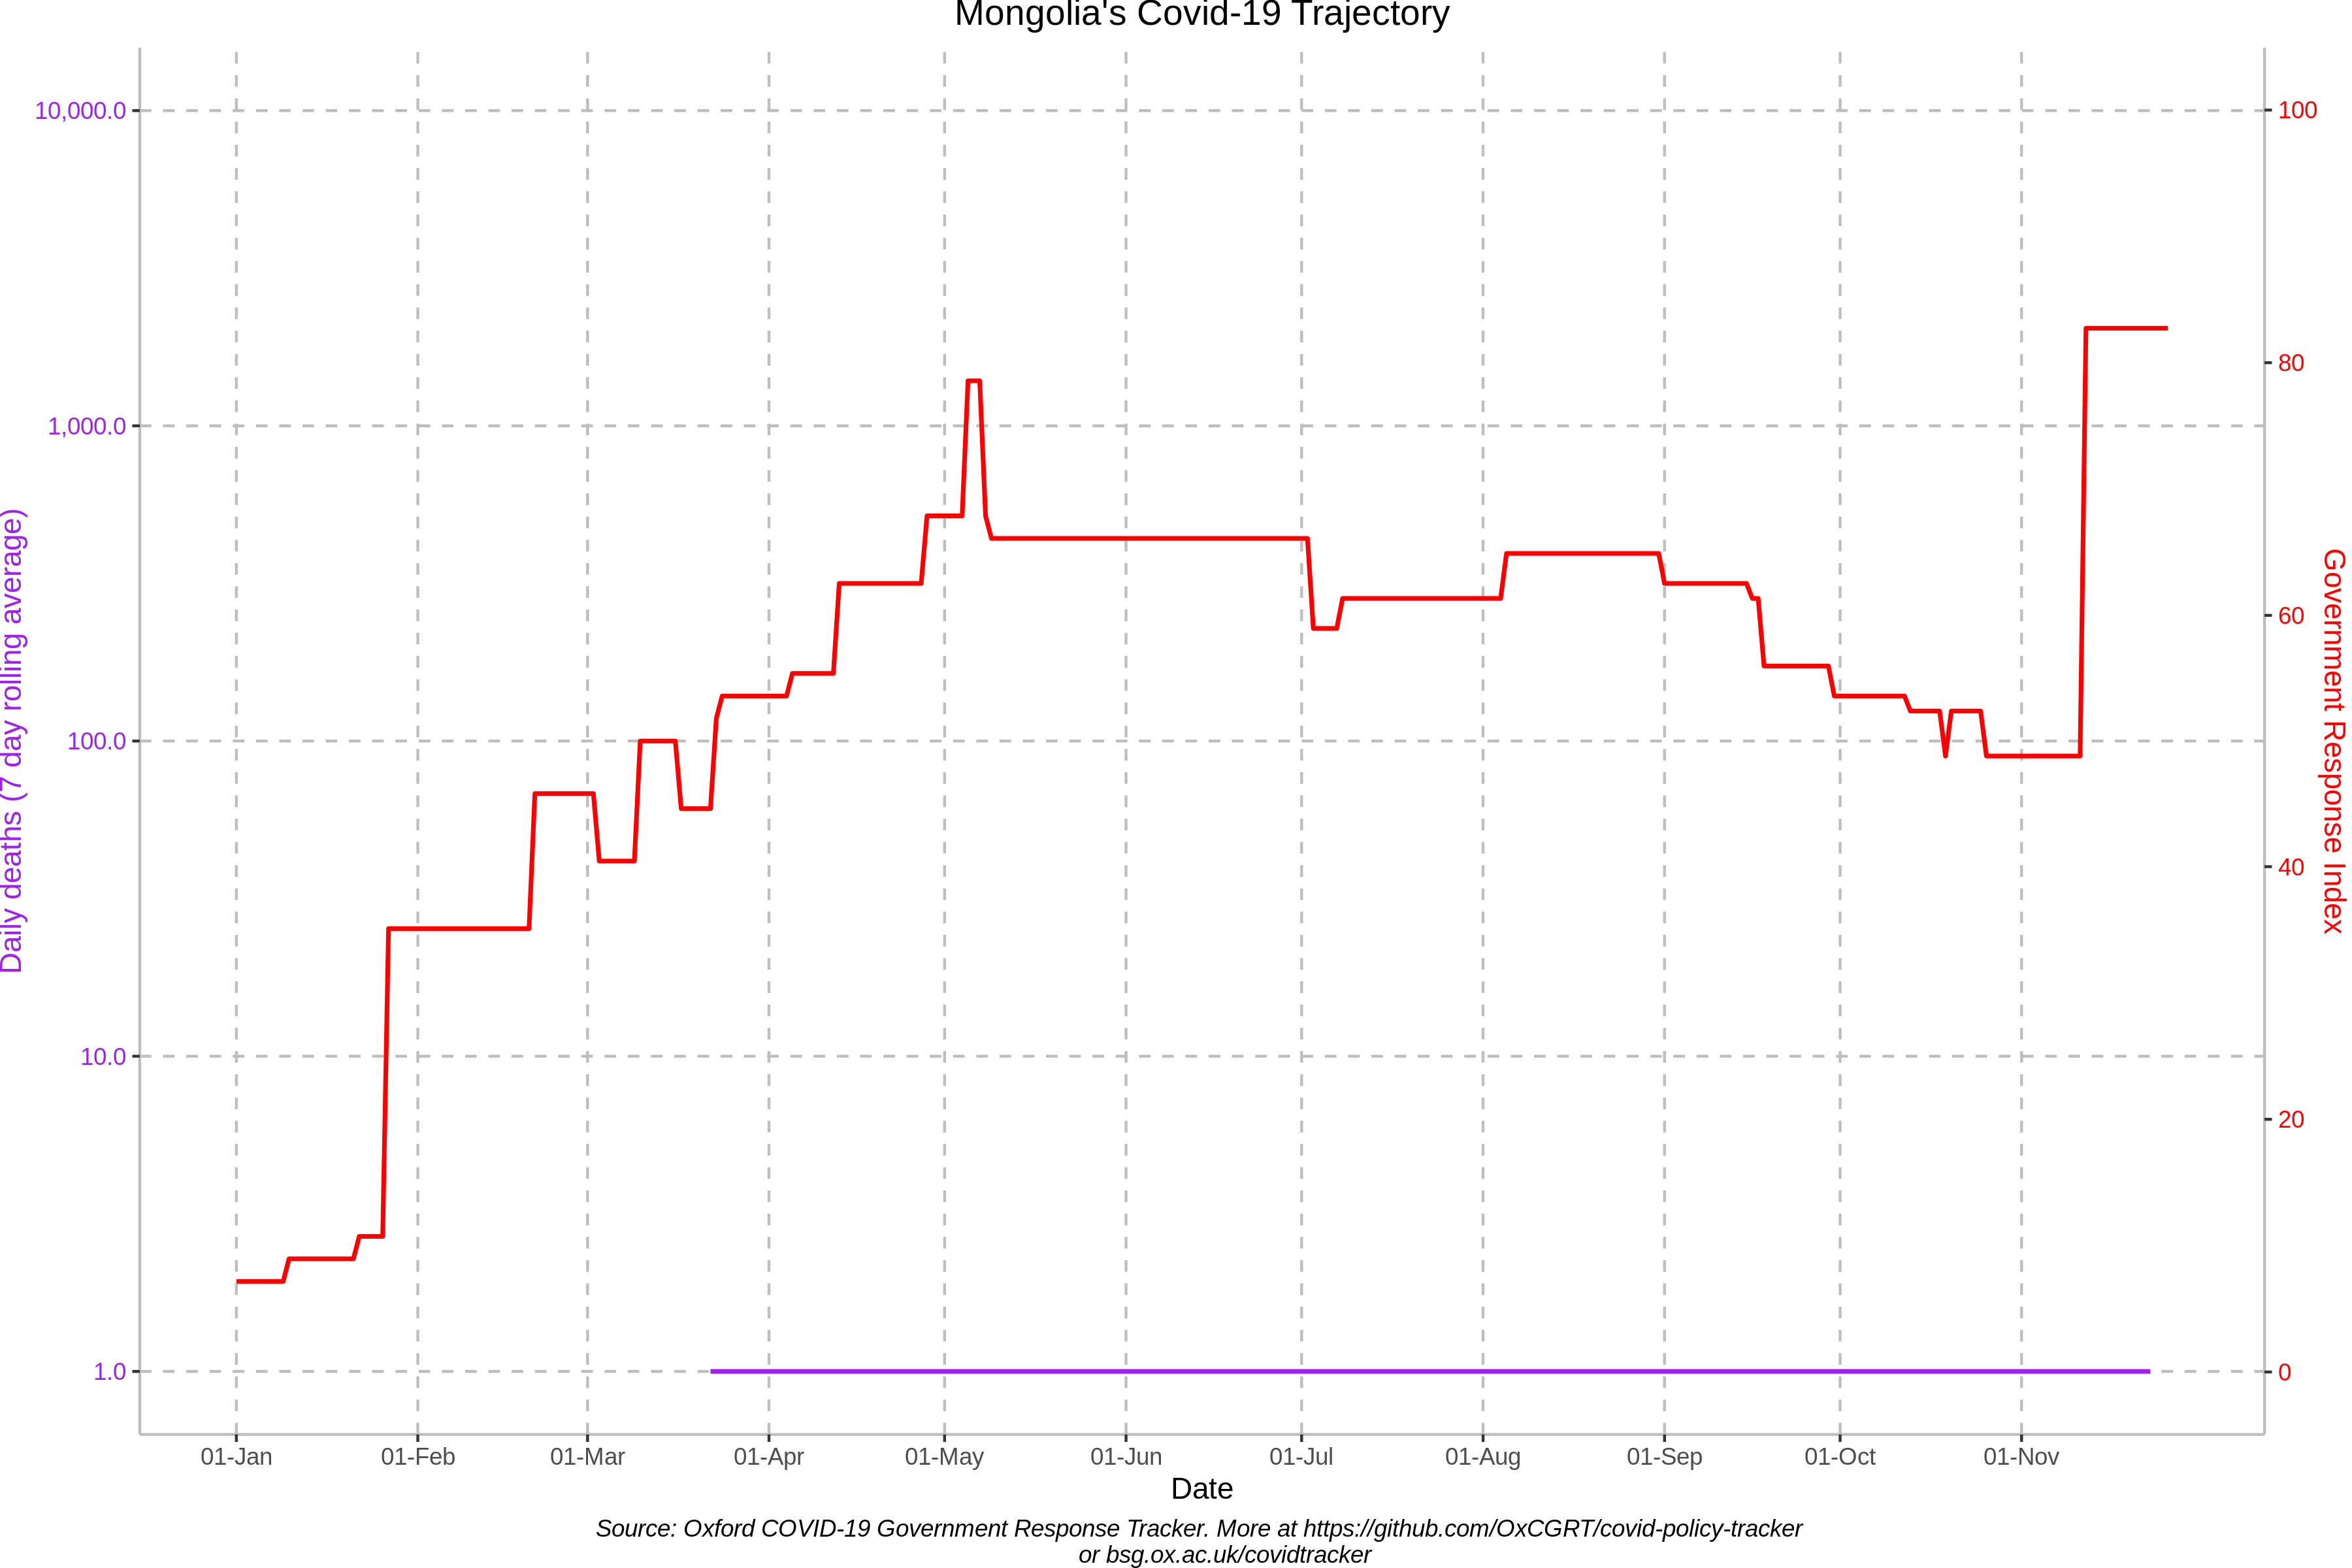 Mongolia's Covid-19 Trajectory
10,000.0
1,000.0
100.0
10.0
1.0
Daily deaths (7 day rolling average)
100
80
60
40
20
0
Government Response Index
01-Jan
01-Feb
01-Mar
01-Apr
01-May
01-Jun
01-Jul
01-Aug
01-Sep
01-Oct
01-Nov
Date
Source: Oxford COVID-19 Government Response Tracker. More at https://github.com/OxCGRT/covid-policy-tracker
or bsg.ox.ac.uk/covidtracker